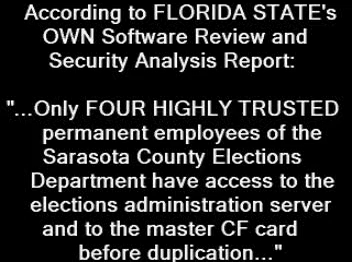 According to FLORIDA STATE's
OWN Software Review and
Security Analysis Report:
"...Only FOUR HIGHLY TRUSTED
permanent employees of the
Sarasota County Elections
Department have access to the
elections administration server
and to the master CF card
before duplication..."